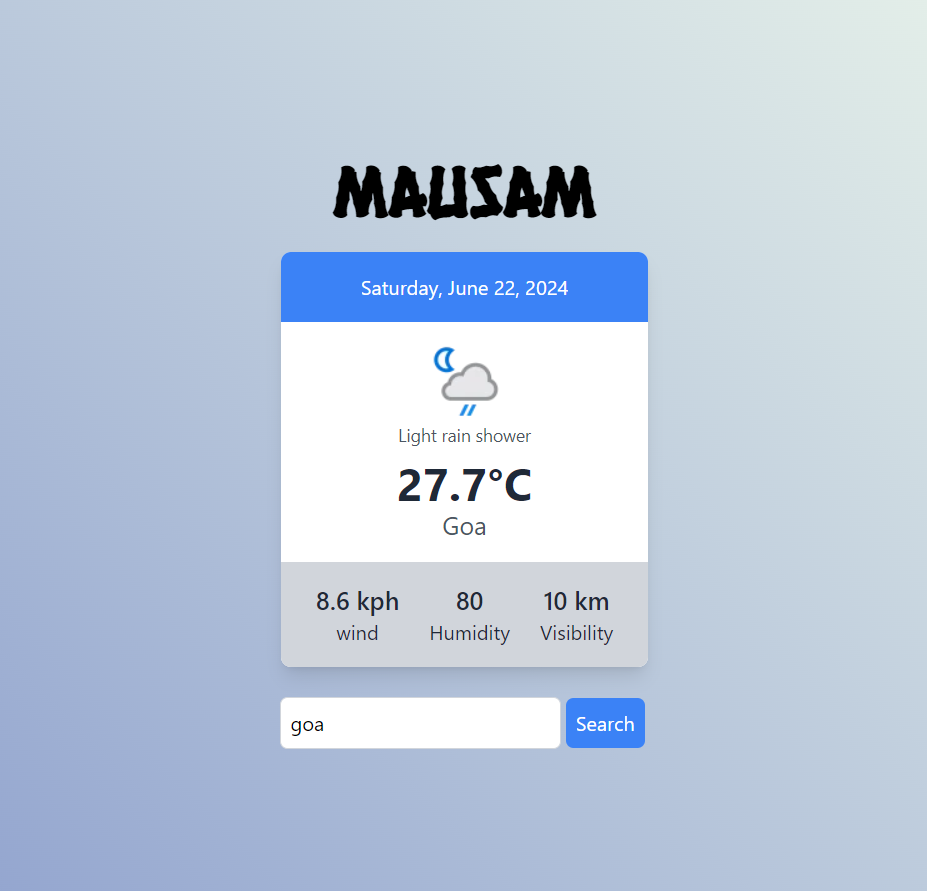 MAUSAM
Saturday, June 22, 2024
Light rain shower
27.7°C
Goa
8.6 kph 80 10 km
wind Humidity Visibility
goa Search